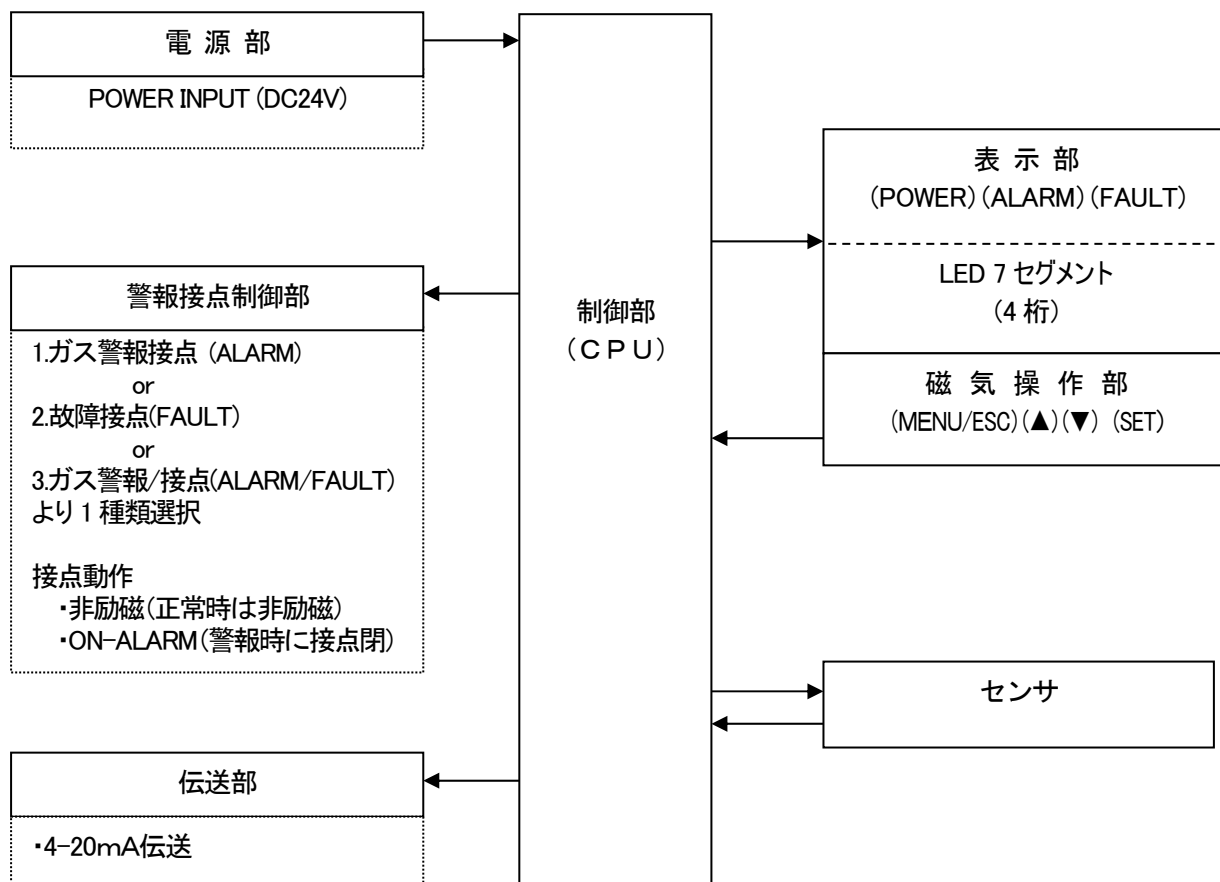 電 源 部
POWER INPUT (DC24V)
警報接点制御部
1.ガス警報接点 (ALARM)
or
2.故障接点(FAULT)
or
3.ガス警報/接点(ALARM/FAULT)
より 1 種類選択
接点動作
・非励磁(正常時は非励磁)
・ON-ALARM(警報時に接点閉)
伝送部
・4-20mA伝送
制御部
(ＣＰＵ)
表 示 部
(POWER)(ALARM)(FAULT)
LED 7 セグメント
(4 桁)
磁 気 操 作 部
(MENU/ESC)(▲)(▼) (SET)
センサ